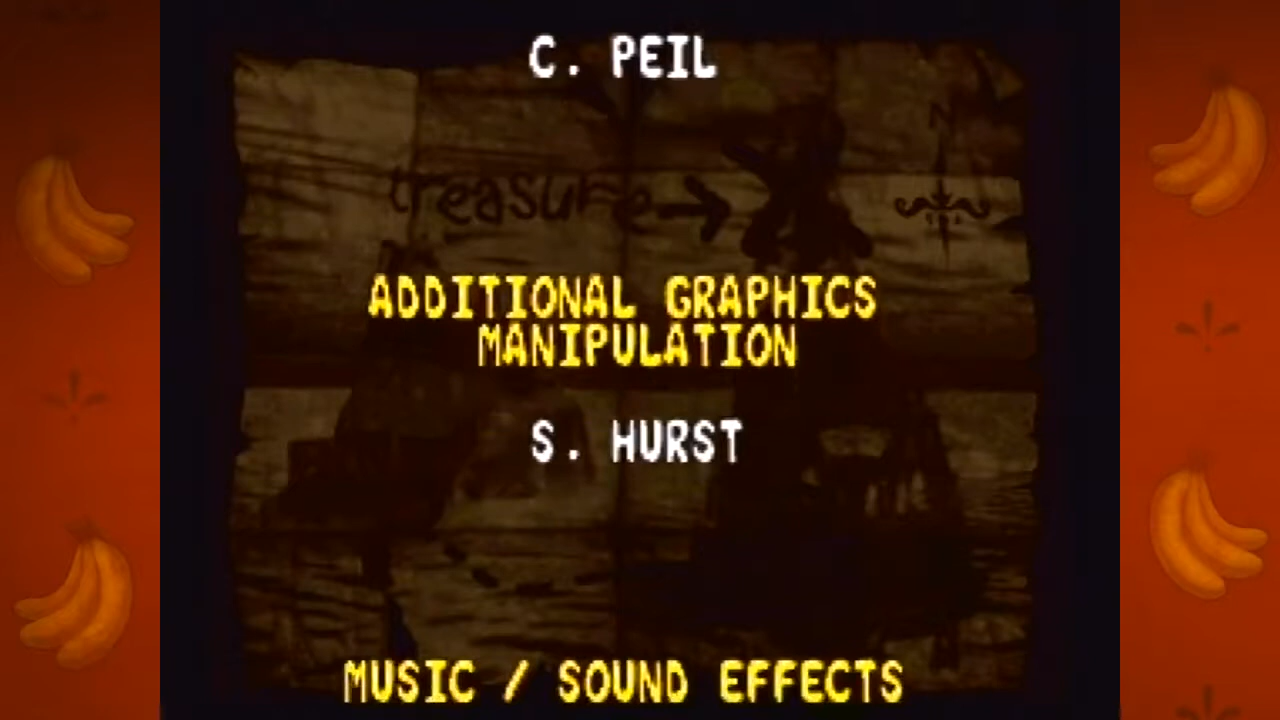 C. PEIL
N
treasure
ADDITIONAL GRAPHICS
MANIPULATION
S. HURST
MUSIC / SOUND EFFECTS